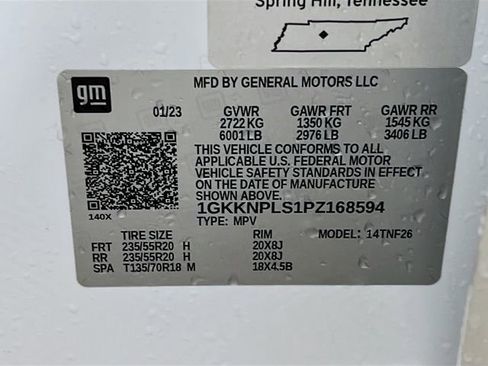 Spring Hill, Tennessee
gm
MFD BY GENERAL MOTORS LLC
01/23 GVWR GAWR FRT GAWR RR
2722 KG 1350 KG 1545 KG
6001 LB 2976 LB 3406 LB
THIS VEHICLE CONFORMS TO ALL
APPLICABLE U.S. FEDERAL MOTOR
VEHICLE SAFETY STANDARDS IN EFFECT
ON THE DATE OF MANUFACTURE
SHOWN ABOVE.
140X
1GKKNPLS1PZ168594
TYPE: MPV MODEL: 14TNF26
TIRE SIZE RIM
FRT 235/55R20 H 20X8J
RR 235/55R20 H 20X8J
SPA T135/70R18 M 18X4.5B